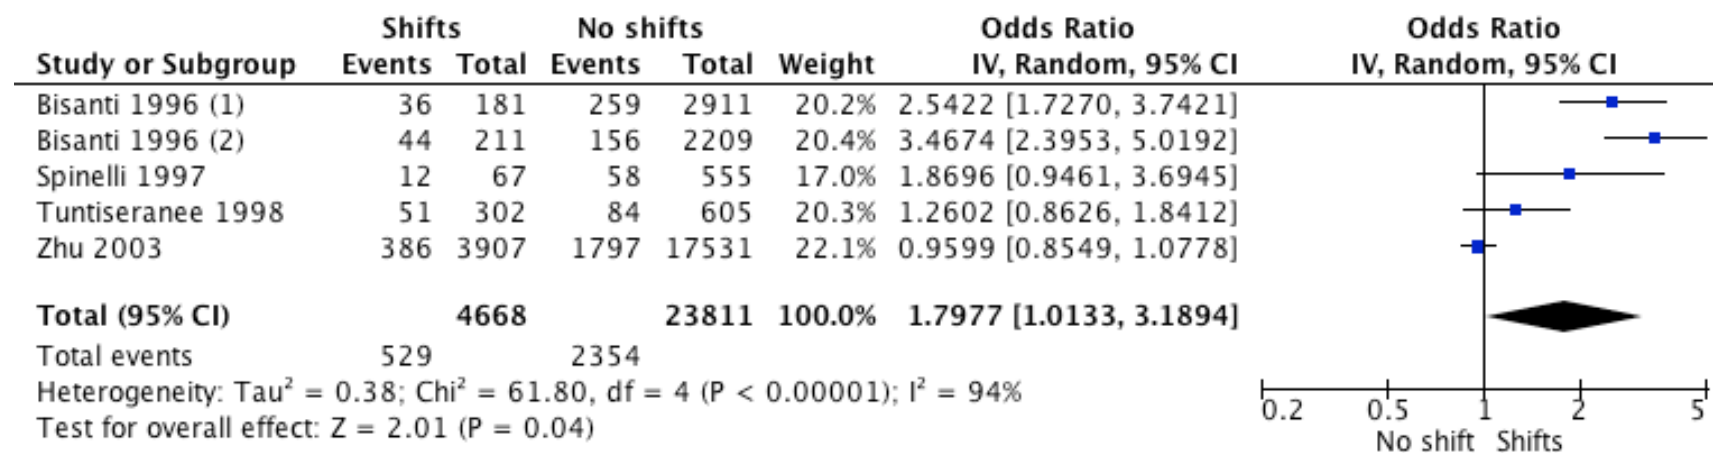 Shifts No shifts Odds Ratio Odds Ratio
Study or Subgroup Events Total Events Total Weight IV, Random, 95% CI IV, Random, 95% CI
Bisanti 1996 (1) 36 181 259 2911 20.2% 2.5422 [1.7270, 3.7421]
Bisanti 1996 (2) 44 211 156 2209 20.4% 3.4674 [2.3953, 5.0192]
Spinelli 1997 12 67 58 555 17.0% 1.8696 [0.9461, 3.6945]
Tuntiseranee 1998 51 302 84 605 20.3% 1.2602 [0.8626, 1.8412]
Zhu 2003 386 3907 1797 17531 22.1% 0.9599 [0.8549, 1.0778]
Total (95% CI) 4668 23811 100.0% 1.7977 [1.0133, 3.1894]
Total events 529 2354
Heterogeneity: Tau² = 0.38; Chi² = 61.80, df = 4 (P < 0.00001); I² = 94%
Test for overall effect: Z = 2.01 (P = 0.04)
0.2 0.5 1 2 5
No shift Shifts